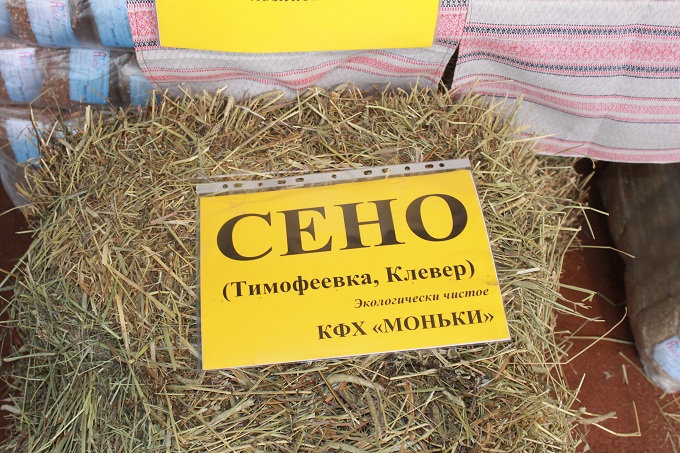 СЕНО
(Тимофеевка, Клевер)
Экологически чистое
КФХ «МОНЬКИ»